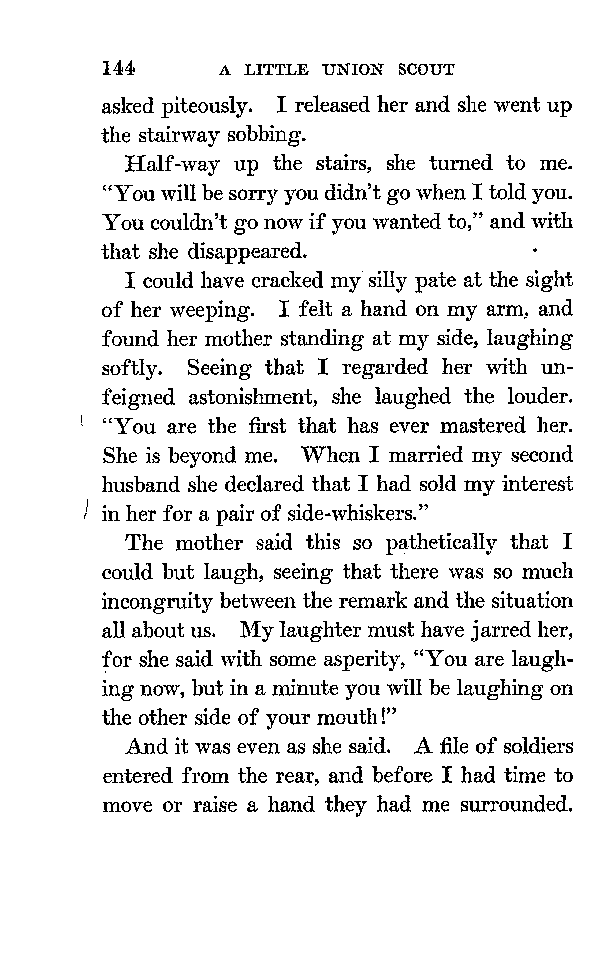 144 A LITTLE UNION SCOUT
asked piteously. I released her and she went up
the stairway sobbing.
Half-way up the stairs, she turned to me.
“You will be sorry you didn’t go when I told you.
You couldn’t go now if you wanted to,” and with
that she disappeared.
I could have cracked my silly pate at the sight
of her weeping. I felt a hand on my arm, and
found her mother standing at my side, laughing
softly. Seeing that I regarded her with un-
feigned astonishment, she laughed the louder.
“You are the first that has ever mastered her.
She is beyond me. When I married my second
husband she declared that I had sold my interest
in her for a pair of side-whiskers.”
The mother said this so pathetically that I
could but laugh, seeing that there was so much
incongruity between the remark and the situation
all about us. My laughter must have jarred her,
for she said with some asperity, “You are laugh-
ing now, but in a minute you will be laughing on
the other side of your mouth!”
And it was even as she said. A file of soldiers
entered from the rear, and before I had time to
move or raise a hand they had me surrounded.